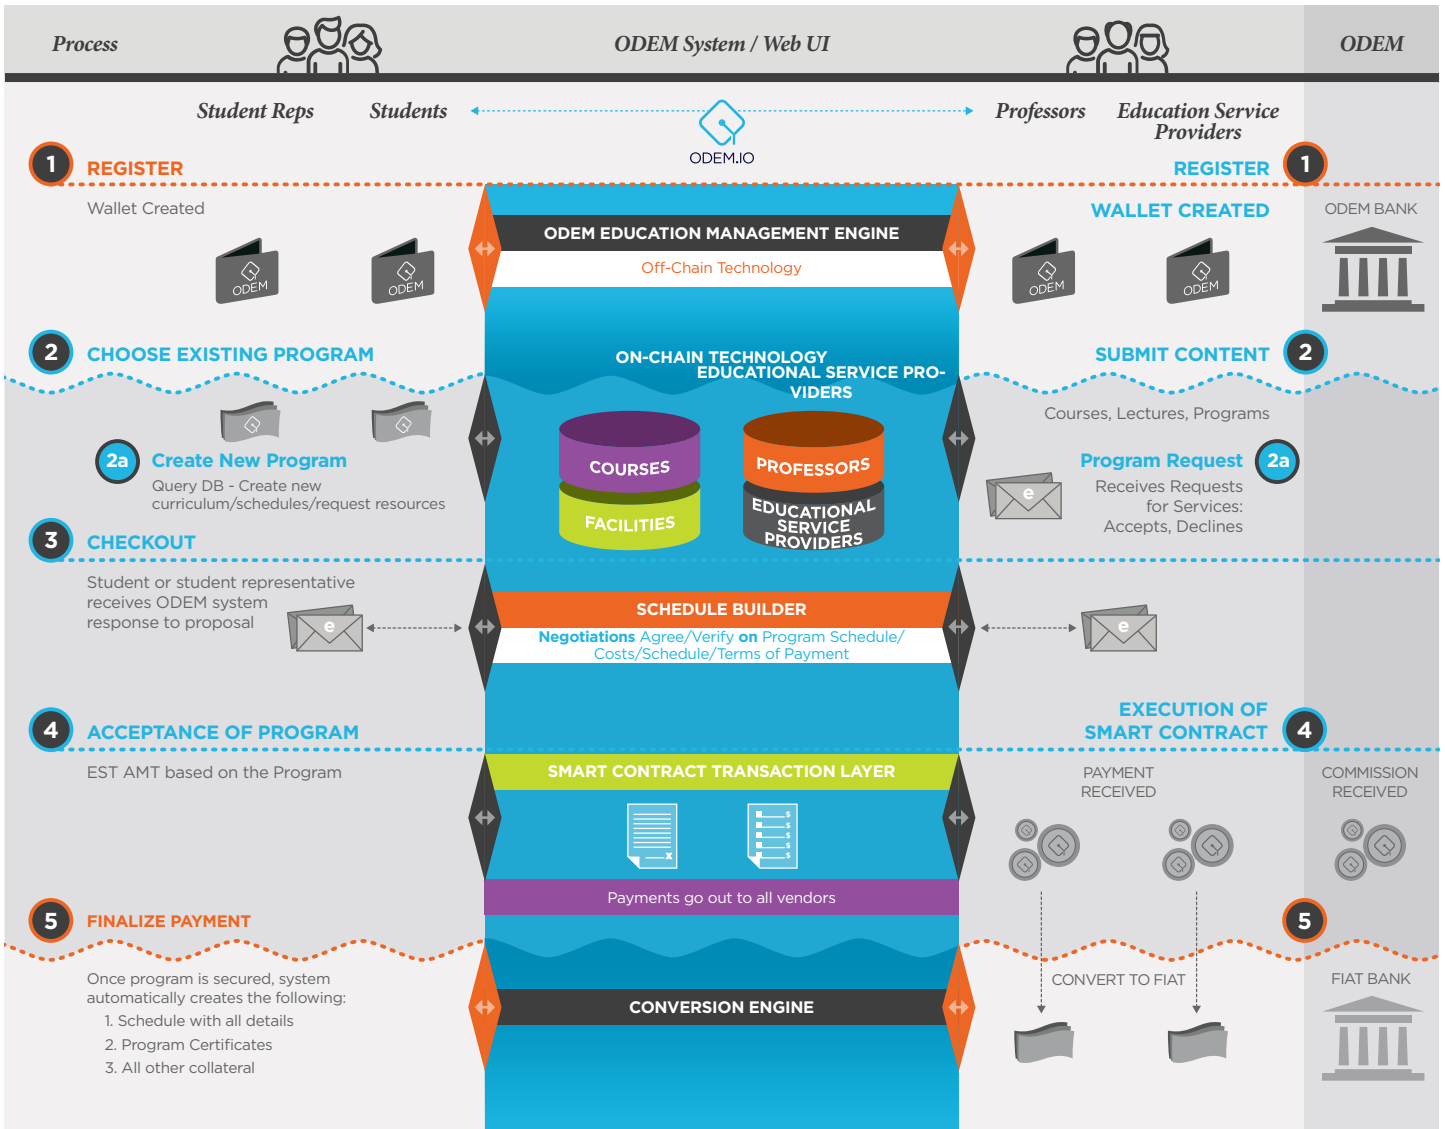 Process
ODEM System / Web UI
ODEM
Student Reps
Students
ODEM.IO
Professors
Education Service
Providers
1
REGISTER
REGISTER
1
Wallet Created
WALLET CREATED
ODEM BANK
ODEM EDUCATION MANAGEMENT ENGINE
Off-Chain Technology
ODEM
ODEM
ODEM
ODEM
2
CHOOSE EXISTING PROGRAM
ON-CHAIN TECHNOLOGY
EDUCATIONAL SERVICE PRO-
VIDERS
SUBMIT CONTENT
2
Courses, Lectures, Programs
2a
Create New Program
Query DB - Create new
curriculum/schedules/request resources
COURSES
PROFESSORS
FACILITIES
EDUCATIONAL
SERVICE
PROVIDERS
e
Program Request
2a
Receives Requests
for Services:
Accepts, Declines
3
CHECKOUT
Student or student representative
receives ODEM system
response to proposal
e
SCHEDULE BUILDER
Negotiations Agree/Verify on Program Schedule/
Costs/Schedule/Terms of Payment
e
4
ACCEPTANCE OF PROGRAM
EXECUTION OF
SMART CONTRACT
4
EST AMT based on the Program
SMART CONTRACT TRANSACTION LAYER
X
$
$
$
$
$
PAYMENT
RECEIVED
COMMISSION
RECEIVED
Payments go out to all vendors
5
FINALIZE PAYMENT
5
Once program is secured, system
automatically creates the following:
1. Schedule with all details
2. Program Certificates
3. All other collateral
CONVERSION ENGINE
CONVERT TO FIAT
FIAT BANK